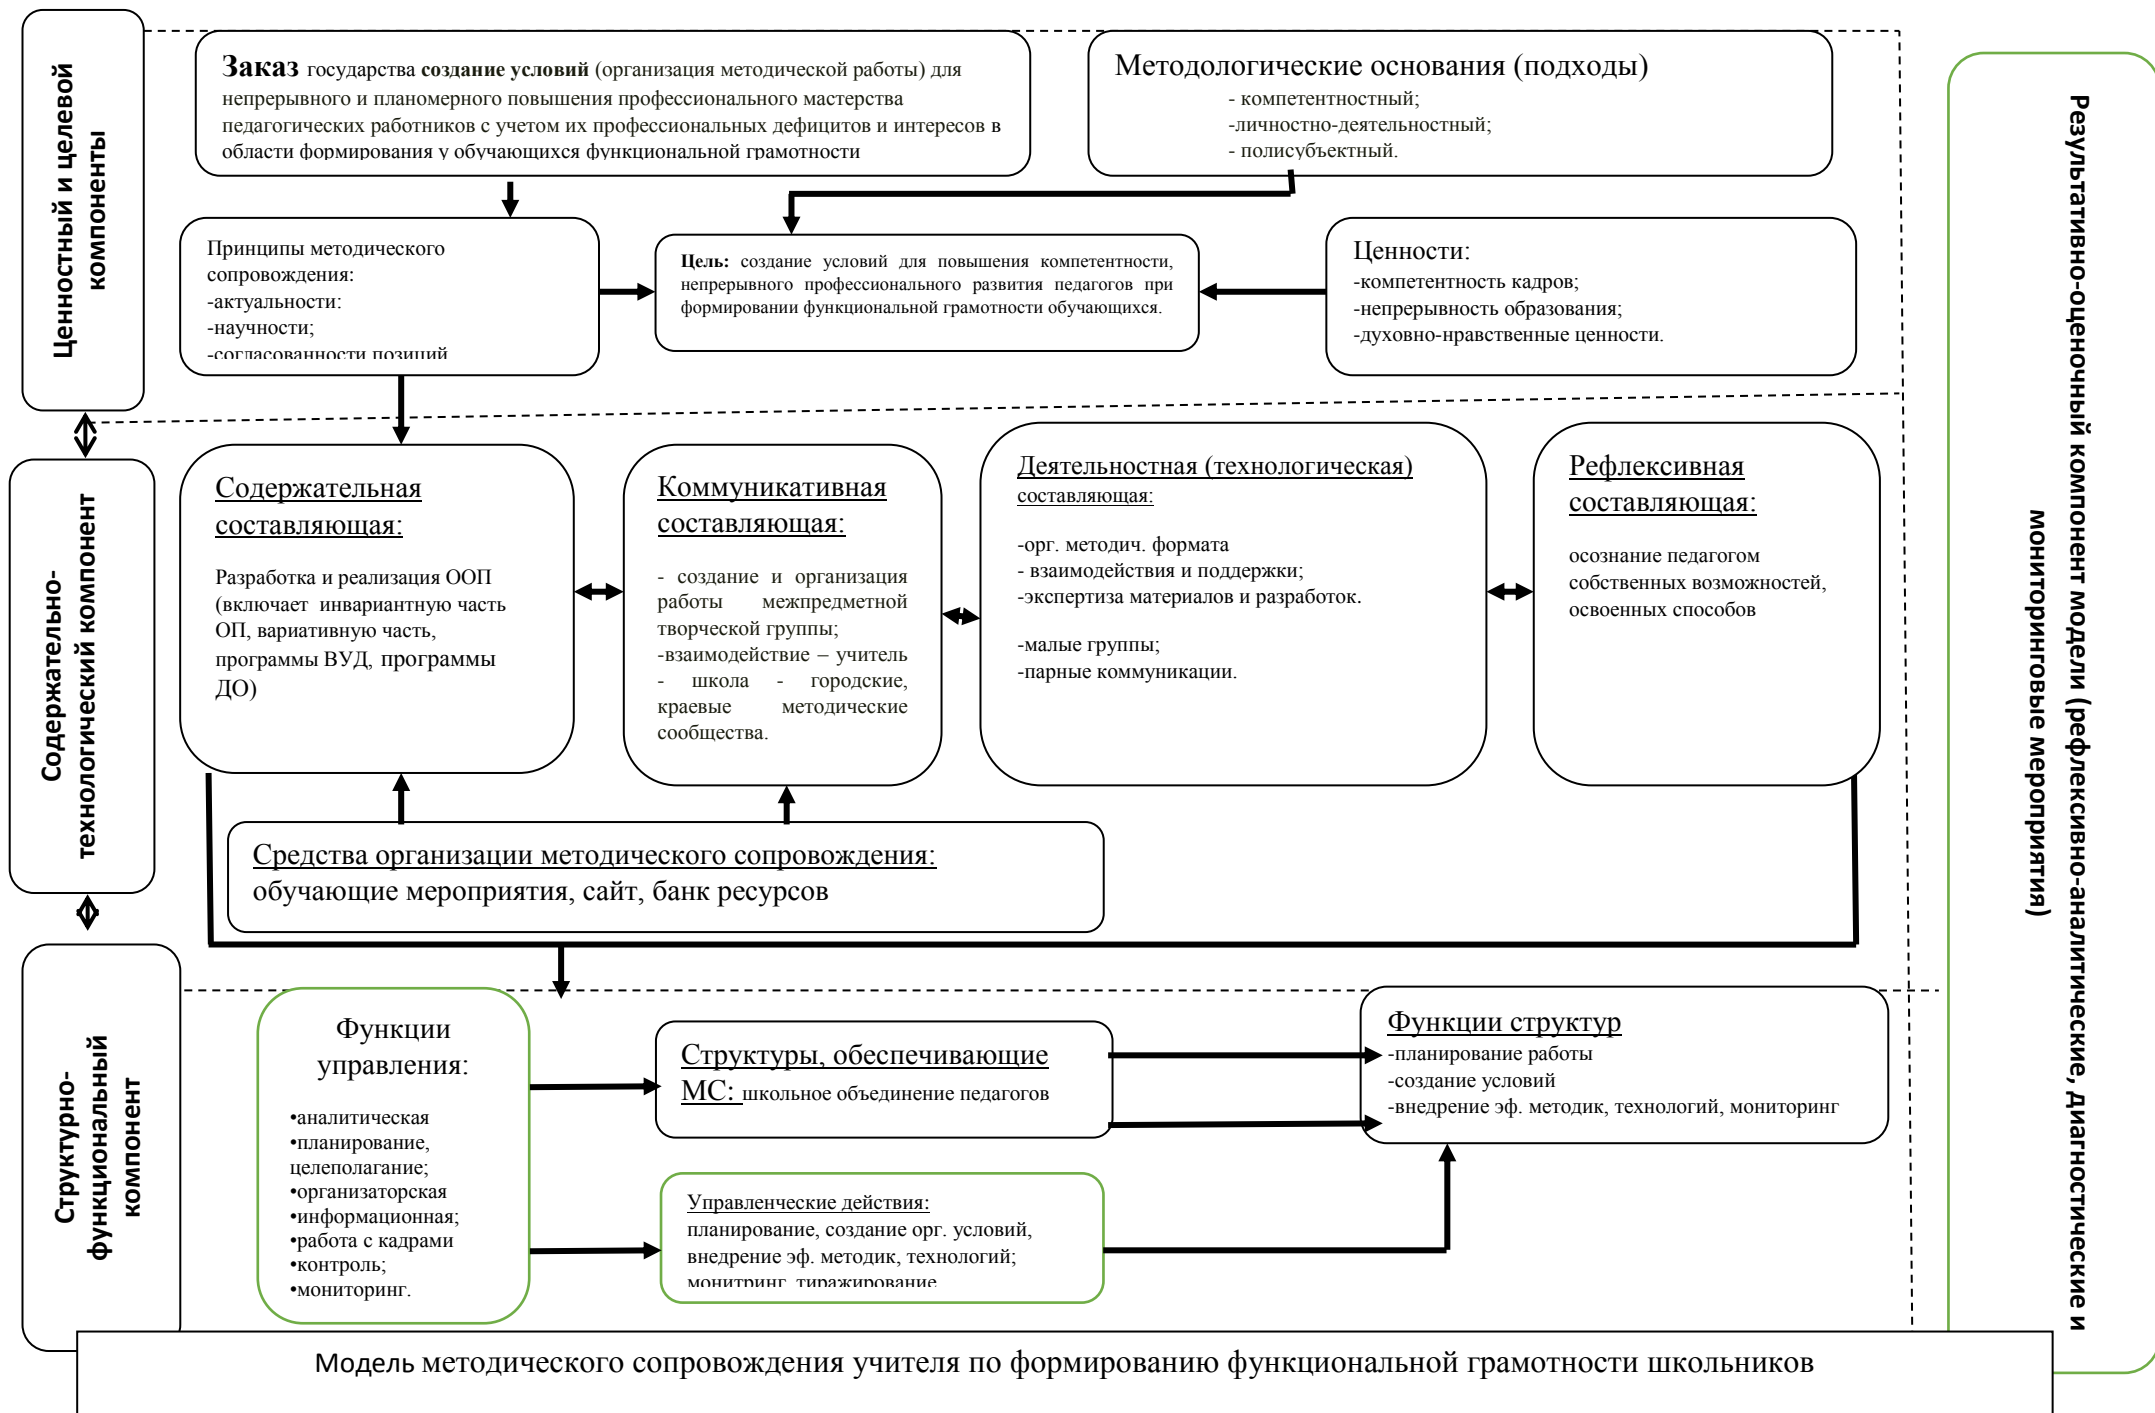 Ценностный и целевой
компоненты
Заказ государства создание условий (организация методической работы) для
непрерывного и планомерного повышения профессионального мастерства
педагогических работников с учетом их профессиональных дефицитов и интересов в
области формирования у обучающихся функциональной грамотности
Методологические основания (подходы)
- компетентностный;
-личностно-деятельностный;
- полисубъектный.
Принципы методического
сопровождения:
-актуальности:
-научности;
-согласованности позиций
Цель: создание условий для повышения компетентности,
непрерывного профессионального развития педагогов при
формировании функциональной грамотности обучающихся.
Ценности:
-компетентность кадров;
-непрерывность образования;
-духовно-нравственные ценности.
Содержательно-
технологический компонент
Содержательная
составляющая:
Разработка и реализация ООП
(включает инвариантную часть
ОП, вариативную часть,
программы ВУД, программы
ДО)
Коммуникативная
составляющая:
- создание и организация
работы межпредметной
творческой группы;
-взаимодействие – учитель
- школа - городские,
краевые методические
сообщества.
Деятельностная (технологическая)
составляющая:
-орг. методич. формата
- взаимодействия и поддержки;
-экспертиза материалов и разработок.
-малые группы;
-парные коммуникации.
Рефлексивная
составляющая:
осознание педагогом
собственных возможностей,
освоенных способов
Средства организации методического сопровождения:
обучающие мероприятия, сайт, банк ресурсов
Структурно-
функциональный
компонент
Функции
управления:
•аналитическая
•планирование,
целеполагание;
•организаторская
•информационная;
•работа с кадрами
•контроль;
•мониторинг.
Структуры, обеспечивающие
МС: школьное объединение педагогов
Управленческие действия:
планирование, создание орг. условий,
внедрение эф. методик, технологий;
монитринг, тиражирование
Функции структур
-планирование работы
-создание условий
-внедрение эф. методик, технологий, мониторинг
Результативно-оценочный компонент модели (рефлексивно-аналитические, диагностические и
мониторинговые мероприятия)
Модель методического сопровождения учителя по формированию функциональной грамотности школьников